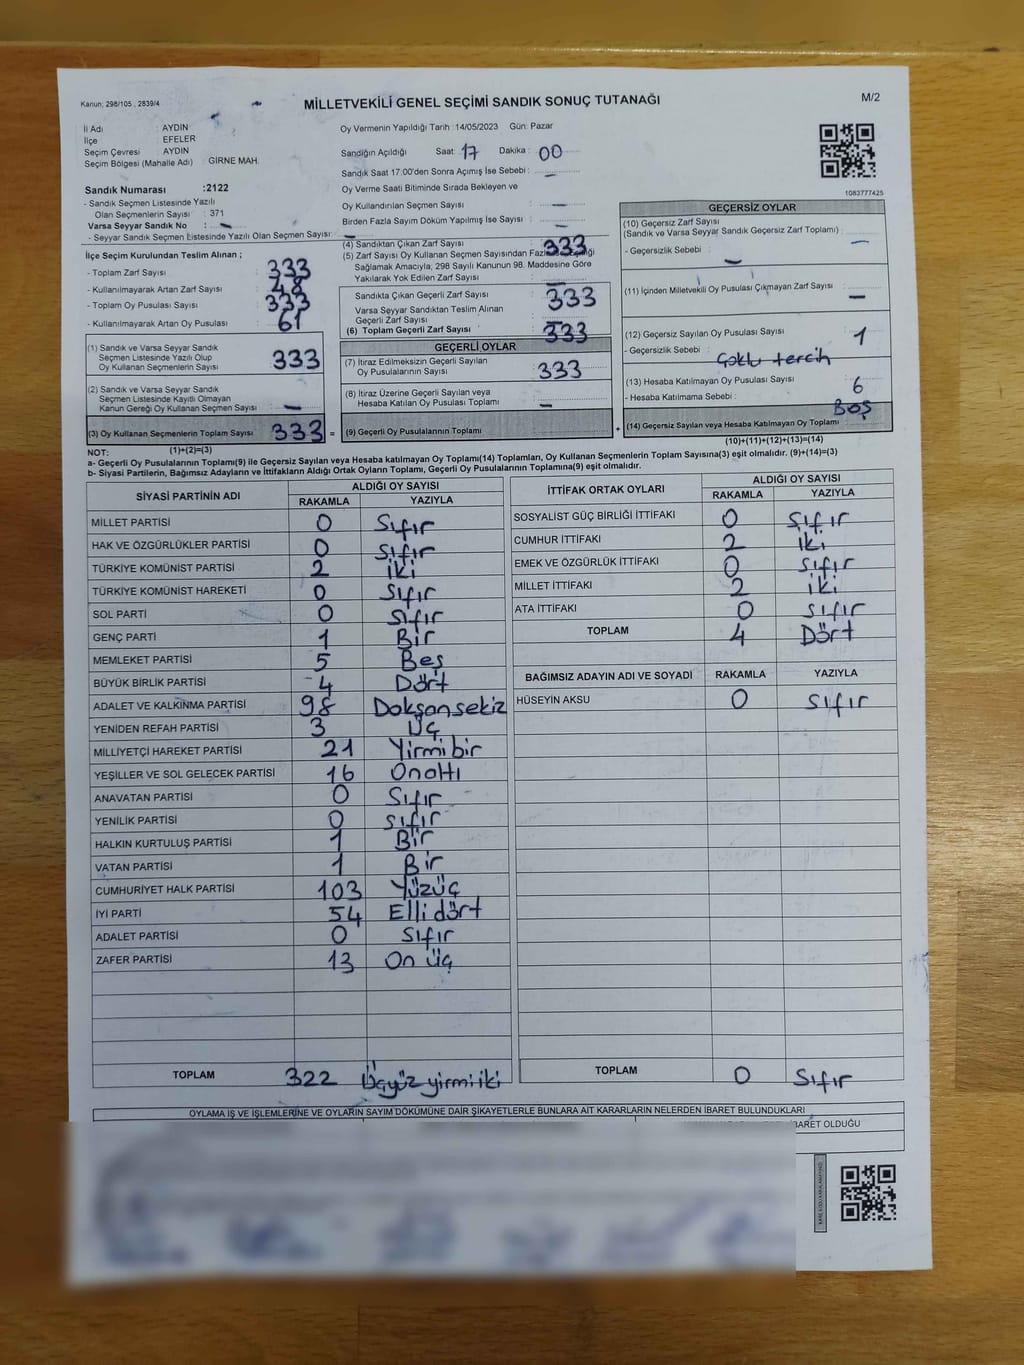 Kanun; 298/105 , 2839/4
MİLLETVEKİLİ GENEL SEÇİMİ SANDIK SONUÇ TUTANAĞI
M/2
İl Adı : AYDIN
İlçe : EFELER
Seçim Çevresi : AYDIN
Seçim Bölgesi (Mahalle Adı) GİRNE MAH.
Sandık Numarası :2122
- Sandık Seçmen Listesinde Yazılı
Olan Seçmenlerin Sayısı : 371
Varsa Seyyar Sandık No : -
- Seyyar Sandık Seçmen Listesinde Yazılı Olan Seçmen Sayısı: -
Oy Vermenin Yapıldığı Tarih :14/05/2023 Gün: Pazar
Sandığın Açıldığı Saat: 17 Dakika : 00
Sandık Saat 17:00'den Sonra Açımış İse Sebebi : -
Oy Verme Saati Bitiminde Sırada Bekleyen ve
Oy Kullandırılan Seçmen Sayısı : -
Birden Fazla Sayım Döküm Yapılmış İse Sayısı : -
1083777425
İlçe Seçim Kurulundan Teslim Alınan ;
- Toplam Zarf Sayısı : 333
- Kullanılmayarak Artan Zarf Sayısı : 48
- Toplam Oy Pusulası Sayısı : 333
- Kullanılmayarak Artan Oy Pusulası : 61
(1) Sandık ve Varsa Seyyar Sandık
Seçmen Listesinde Yazılı Olup
Oy Kullanan Seçmenlerin Sayısı : 333
(2) Sandık ve Varsa Seyyar Sandık
Seçmen Listesinde Kayıtlı Olmayan
Kanun Gereği Oy Kullanan Seçmen Sayısı : -
(3) Oy Kullanan Seçmenlerin Toplam Sayısı 333 =
(4) Sandıktan Çıkan Zarf Sayısı : 333
(5) Zarf Sayısı Oy Kullanan Seçmen Sayısından
Sağlamak Amacıyla; 298 Sayılı Kanunun 98. Maddesine Göre
Yakılarak Yok Edilen Zarf Sayısı : -
Sandıkta Çıkan Geçerli Zarf Sayısı : 333
Varsa Seyyar Sandıktan Teslim Alınan
Geçerli Zarf Sayısı : -
(6) Toplam Geçerli Zarf Sayısı : 333
GEÇERLİ OYLAR
(7) İtiraz Edilmeksizin Geçerli Sayılan
Oy Pusulalarının Sayısı : 333
(8) İtiraz Üzerine Geçerli Sayılan veya
Hesaba Katılan Oy Pusulası Toplamı : -
(9) Geçerli Oy Pusulalarının Toplamı +
GEÇERSİZ OYLAR
(10) Geçersiz Zarf Sayısı
(Sandık ve Varsa Seyyar Sandık Geçersiz Zarf Toplamı) : -
- Geçersizlik Sebebi : -
(11) İçinden Milletvekili Oy Pusulası Çıkmayan Zarf Sayısı : -
(12) Geçersiz Sayılan Oy Pusulası Sayısı : 1
- Geçersizlik Sebebi : Çoklu tercih
(13) Hesaba Katılmayan Oy Pusulası Sayısı : 6
- Hesaba Katılmama Sebebi : Boş
(14) Geçersiz Sayılan veya Hesaba Katılmayan Oy Toplamı
(10)+(11)+(12)+(13)=(14)
(1)+(2)=(3)
NOT:
a- Geçerli Oy Pusulalarının Toplamı(9) ile Geçersiz Sayılan veya Hesaba katılmayan Oy Toplamı(14) Toplamları, Oy Kullanan Seçmenlerin Toplam Sayısına(3) eşit olmalıdır. (9)+(14)=(3)
b- Siyasi Partilerin, Bağımsız Adayların ve İttifakların Aldığı Ortak Oyların Toplamı, Geçerli Oy Pusulalarının Toplamına(9) eşit olmalıdır.
SİYASİ PARTİNİN ADI ALDIĞI OY SAYISI
RAKAMLA YAZIYLA
MİLLET PARTİSİ 0 Sıfır
HAK VE ÖZGÜRLÜKLER PARTİSİ 0 Sıfır
TÜRKİYE KOMÜNİST PARTİSİ 2 İki
TÜRKİYE KOMÜNİST HAREKETİ 0 Sıfır
SOL PARTİ 0 Sıfır
GENÇ PARTİ 1 Bir
MEMLEKET PARTİSİ 5 Beş
BÜYÜK BİRLİK PARTİSİ 4 Dört
ADALET VE KALKINMA PARTİSİ 98 Doksansekiz
YENİDEN REFAH PARTİSİ 3 Üç
MİLLİYETÇİ HAREKET PARTİSİ 21 Yirmi bir
YEŞİLLER VE SOL GELECEK PARTİSİ 16 Onaltı
ANAVATAN PARTİSİ 0 Sıfır
YENİLİK PARTİSİ 0 Sıfır
HALKIN KURTULUŞ PARTİSİ 1 Bir
VATAN PARTİSİ 1 Bir
CUMHURİYET HALK PARTİSİ 103 Yüzüç
İYİ PARTİ 54 Elli dört
ADALET PARTİSİ 0 Sıfır
ZAFER PARTİSİ 13 On üç
TOPLAM 322 Üçyüz yirmi iki
İTTİFAK ORTAK OYLARI ALDIĞI OY SAYISI
RAKAMLA YAZIYLA
SOSYALİST GÜÇ BİRLİĞİ İTTİFAKI 0 Sıfır
CUMHUR İTTİFAKI 2 İki
EMEK VE ÖZGÜRLÜK İTTİFAKI 0 Sıfır
MİLLET İTTİFAKI 2 İki
ATA İTTİFAKI 0 Sıfır
TOPLAM 4 Dört
BAĞIMSIZ ADAYIN ADI VE SOYADI RAKAMLA YAZIYLA
HÜSEYİN AKSU 0 Sıfır
TOPLAM 0 Sıfır
OYLAMA İŞ VE İŞLEMLERİNE VE OYLARIN SAYIM DÖKÜMÜNE DAİR ŞİKAYETLERLE BUNLARA AİT KARARLARIN NELERDEN İBARET BULUNDUKLARI
İBARET OLDUĞU